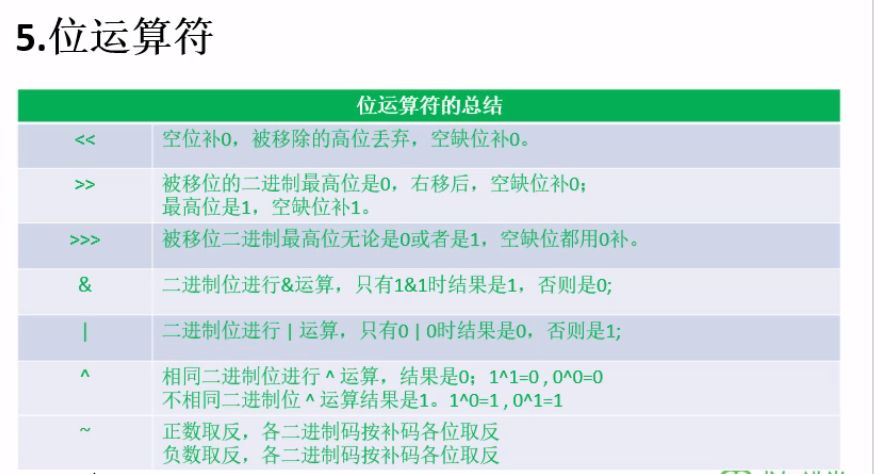 5.位运算符
位运算符的总结
<< 空位补0，被移除的高位丢弃，空缺位补0。
>> 被移位的二进制最高位是0，右移后，空缺位补0；
最高位是1，空缺位补1。
>>> 被移位二进制最高位无论是0或者是1，空缺位都用0补。
& 二进制位进行&运算，只有1&1时结果是1，否则是0;
| 二进制位进行 | 运算，只有0 | 0时结果是0，否则是1;
^ 相同二进制位进行 ^ 运算，结果是0；1^1=0 , 0^0=0
不相同二进制位 ^ 运算结果是1。1^0=1 , 0^1=1
~ 正数取反，各二进制码按补码各位取反
负数取反，各二进制码按补码各位取反